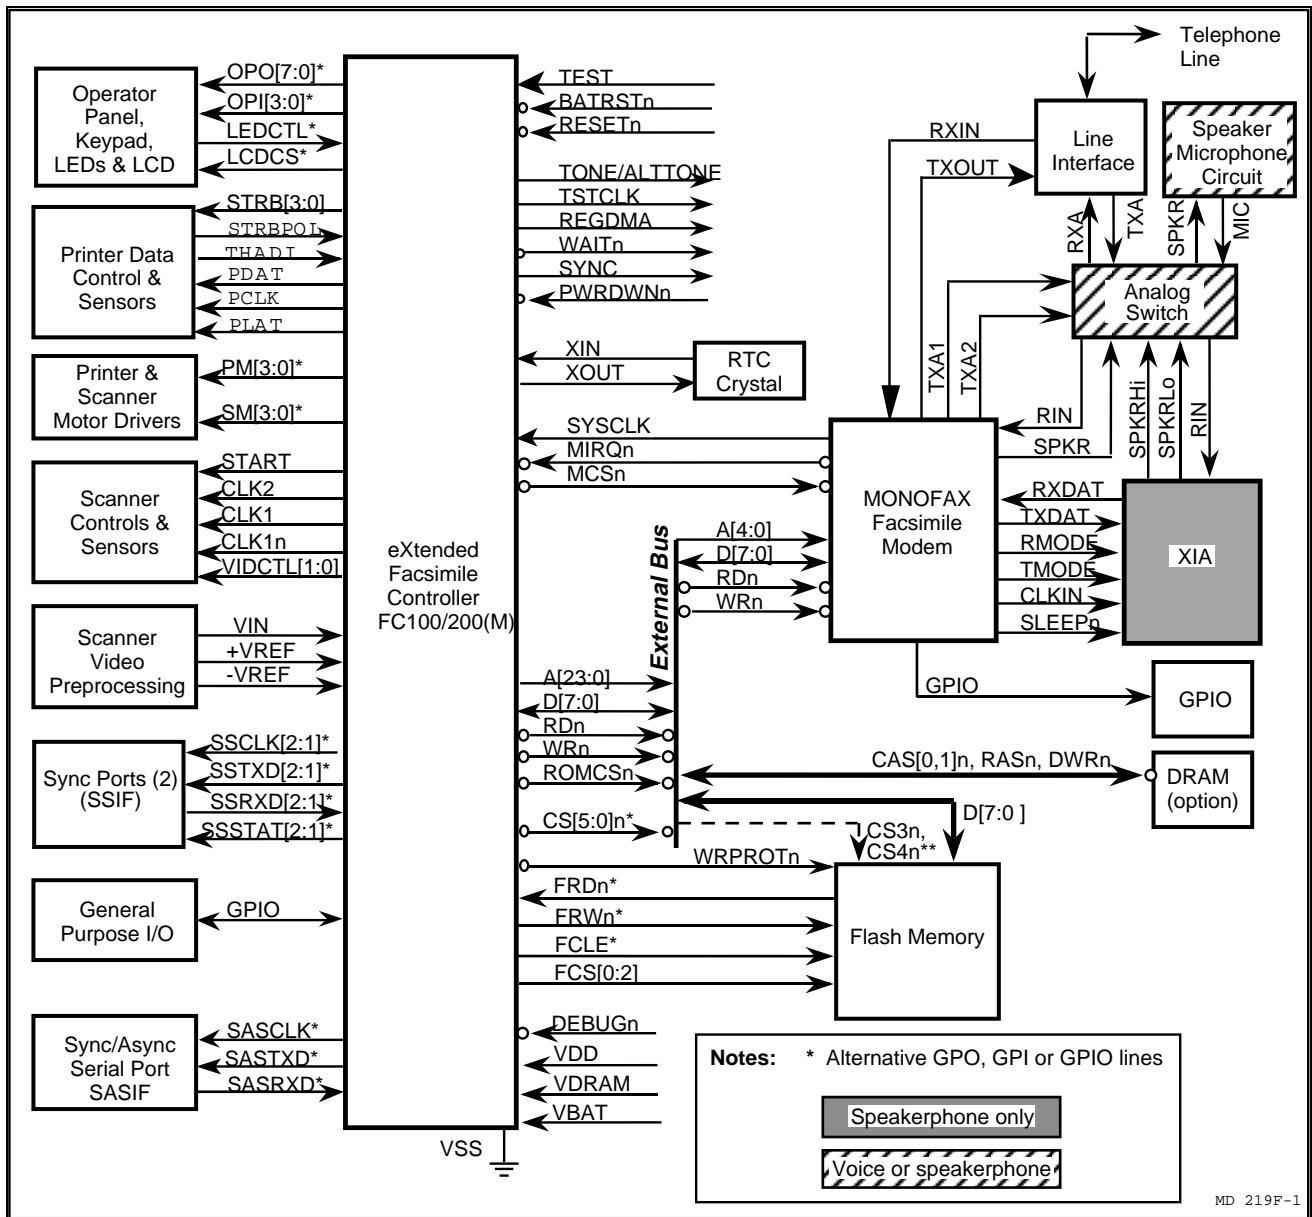 Operator
Panel,
Keypad,
LEDs & LCD
OPO[7:0]*
OPI[3:0]*
LEDCTL*
LCDCS*
Printer Data
Control &
Sensors
STRB[3:0]
STRBPOL
THADI
PDAT
PCLK
PLAT
Printer &
Scanner
Motor Drivers
PM[3:0]*
SM[3:0]*
Scanner
Controls &
Sensors
START
CLK2
CLK1
CLK1n
VIDCTL[1:0]
Scanner
Video
Preprocessing
VIN
+VREF
-VREF
Sync Ports (2)
(SSIF)
SSCLK[2:1]*
SSTXD[2:1]*
SSRXD[2:1]*
SSSTAT[2:1]*
General
Purpose I/O
GPIO
Sync/Async
Serial Port
SASIF
SASCLK*
SASTXD*
SASRXD*
eXtended
Facsimile
Controller
FC100/200(M)
VSS
TEST
BATRSTn
RESETn
TONE/ALTTONE
TSTCLK
REGDMA
WAITn
SYNC
PWRDWNn
XIN
XOUT
RTC
Crystal
SYSCLK
MIRQn
MCSn
External Bus
A[4:0]
D[7:0]
RDn
WRn
A[23:0]
D[7:0]
RDn
WRn
ROMCSn
CS[5:0]n*
WRPROTn
FRDn*
FRWn*
FCLE*
FCS[0:2]
DEBUGn
VDD
VDRAM
VBAT
Telephone
Line
Line
Interface
Speaker
Microphone
Circuit
RXIN
TXOUT
RXA
TXA
SPKR
MIC
Analog
Switch
TXA1
TXA2
RIN
SPKR
SPKRHi
SPKRLo
RIN
MONOFAX
Facsimile
Modem
RXDAT
TXDAT
RMODE
TMODE
CLKIN
SLEEPn
XIA
GPIO
GPIO
CAS[0,1]n, RASn, DWRn
DRAM
(option)
D[7:0 ]
CS3n,
CS4n**
Flash Memory
Notes: * Alternative GPO, GPI or GPIO lines
Speakerphone only
Voice or speakerphone
MD 219F-1